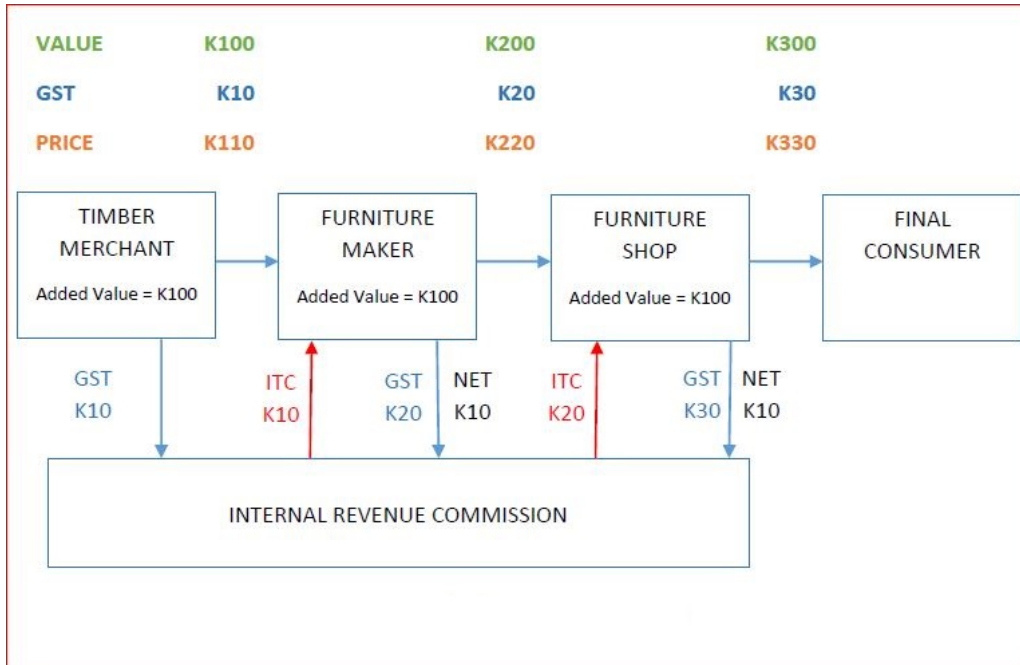 VALUE K100 K200 K300
GST K10 K20 K30
PRICE K110 K220 K330
TIMBER
MERCHANT
Added Value = K100
FURNITURE
MAKER
Added Value = K100
FURNITURE
SHOP
Added Value = K100
FINAL
CONSUMER
GST
K10
ITC
K10
GST
K20
NET
K10
ITC
K20
GST
K30
NET
K10
INTERNAL REVENUE COMMISSION